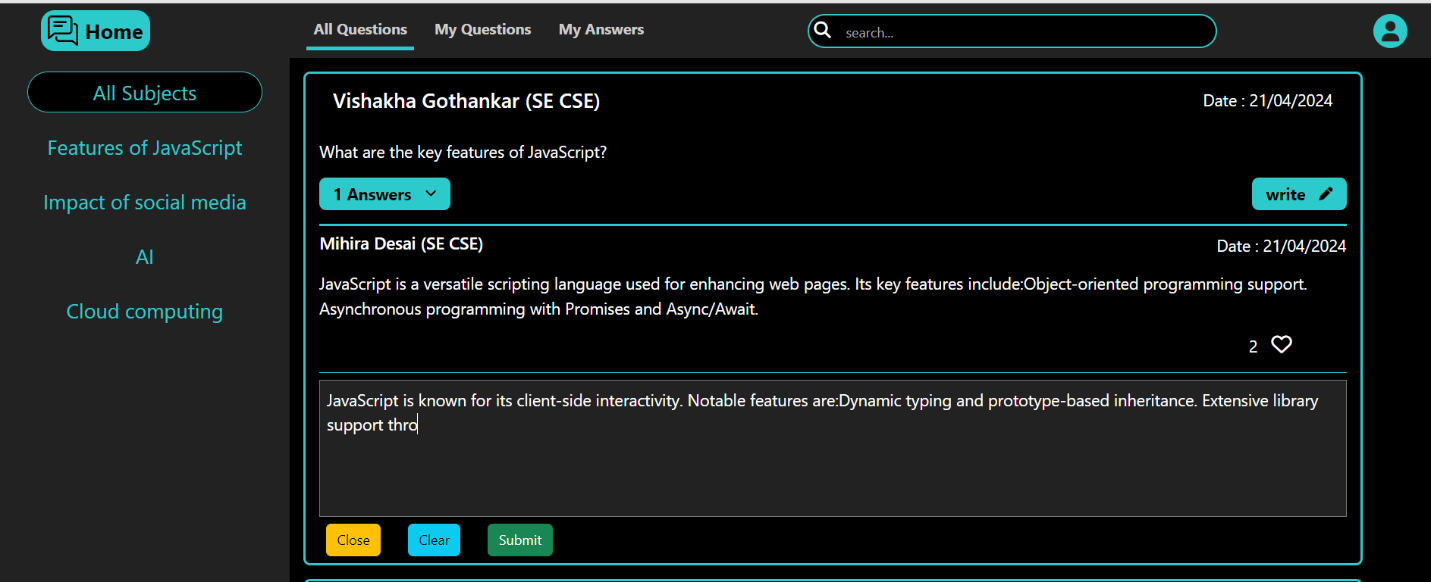 Home
All Questions
My Questions
My Answers
search...
All Subjects
Features of JavaScript
Impact of social media
AI
Cloud computing
Vishakha Gothankar (SE CSE)
Date : 21/04/2024
What are the key features of JavaScript?
1 Answers
write
Mihira Desai (SE CSE)
Date : 21/04/2024
JavaScript is a versatile scripting language used for enhancing web pages. Its key features include:Object-oriented programming support.
Asynchronous programming with Promises and Async/Await.
2
JavaScript is known for its client-side interactivity. Notable features are:Dynamic typing and prototype-based inheritance. Extensive library
support thro
Close
Clear
Submit